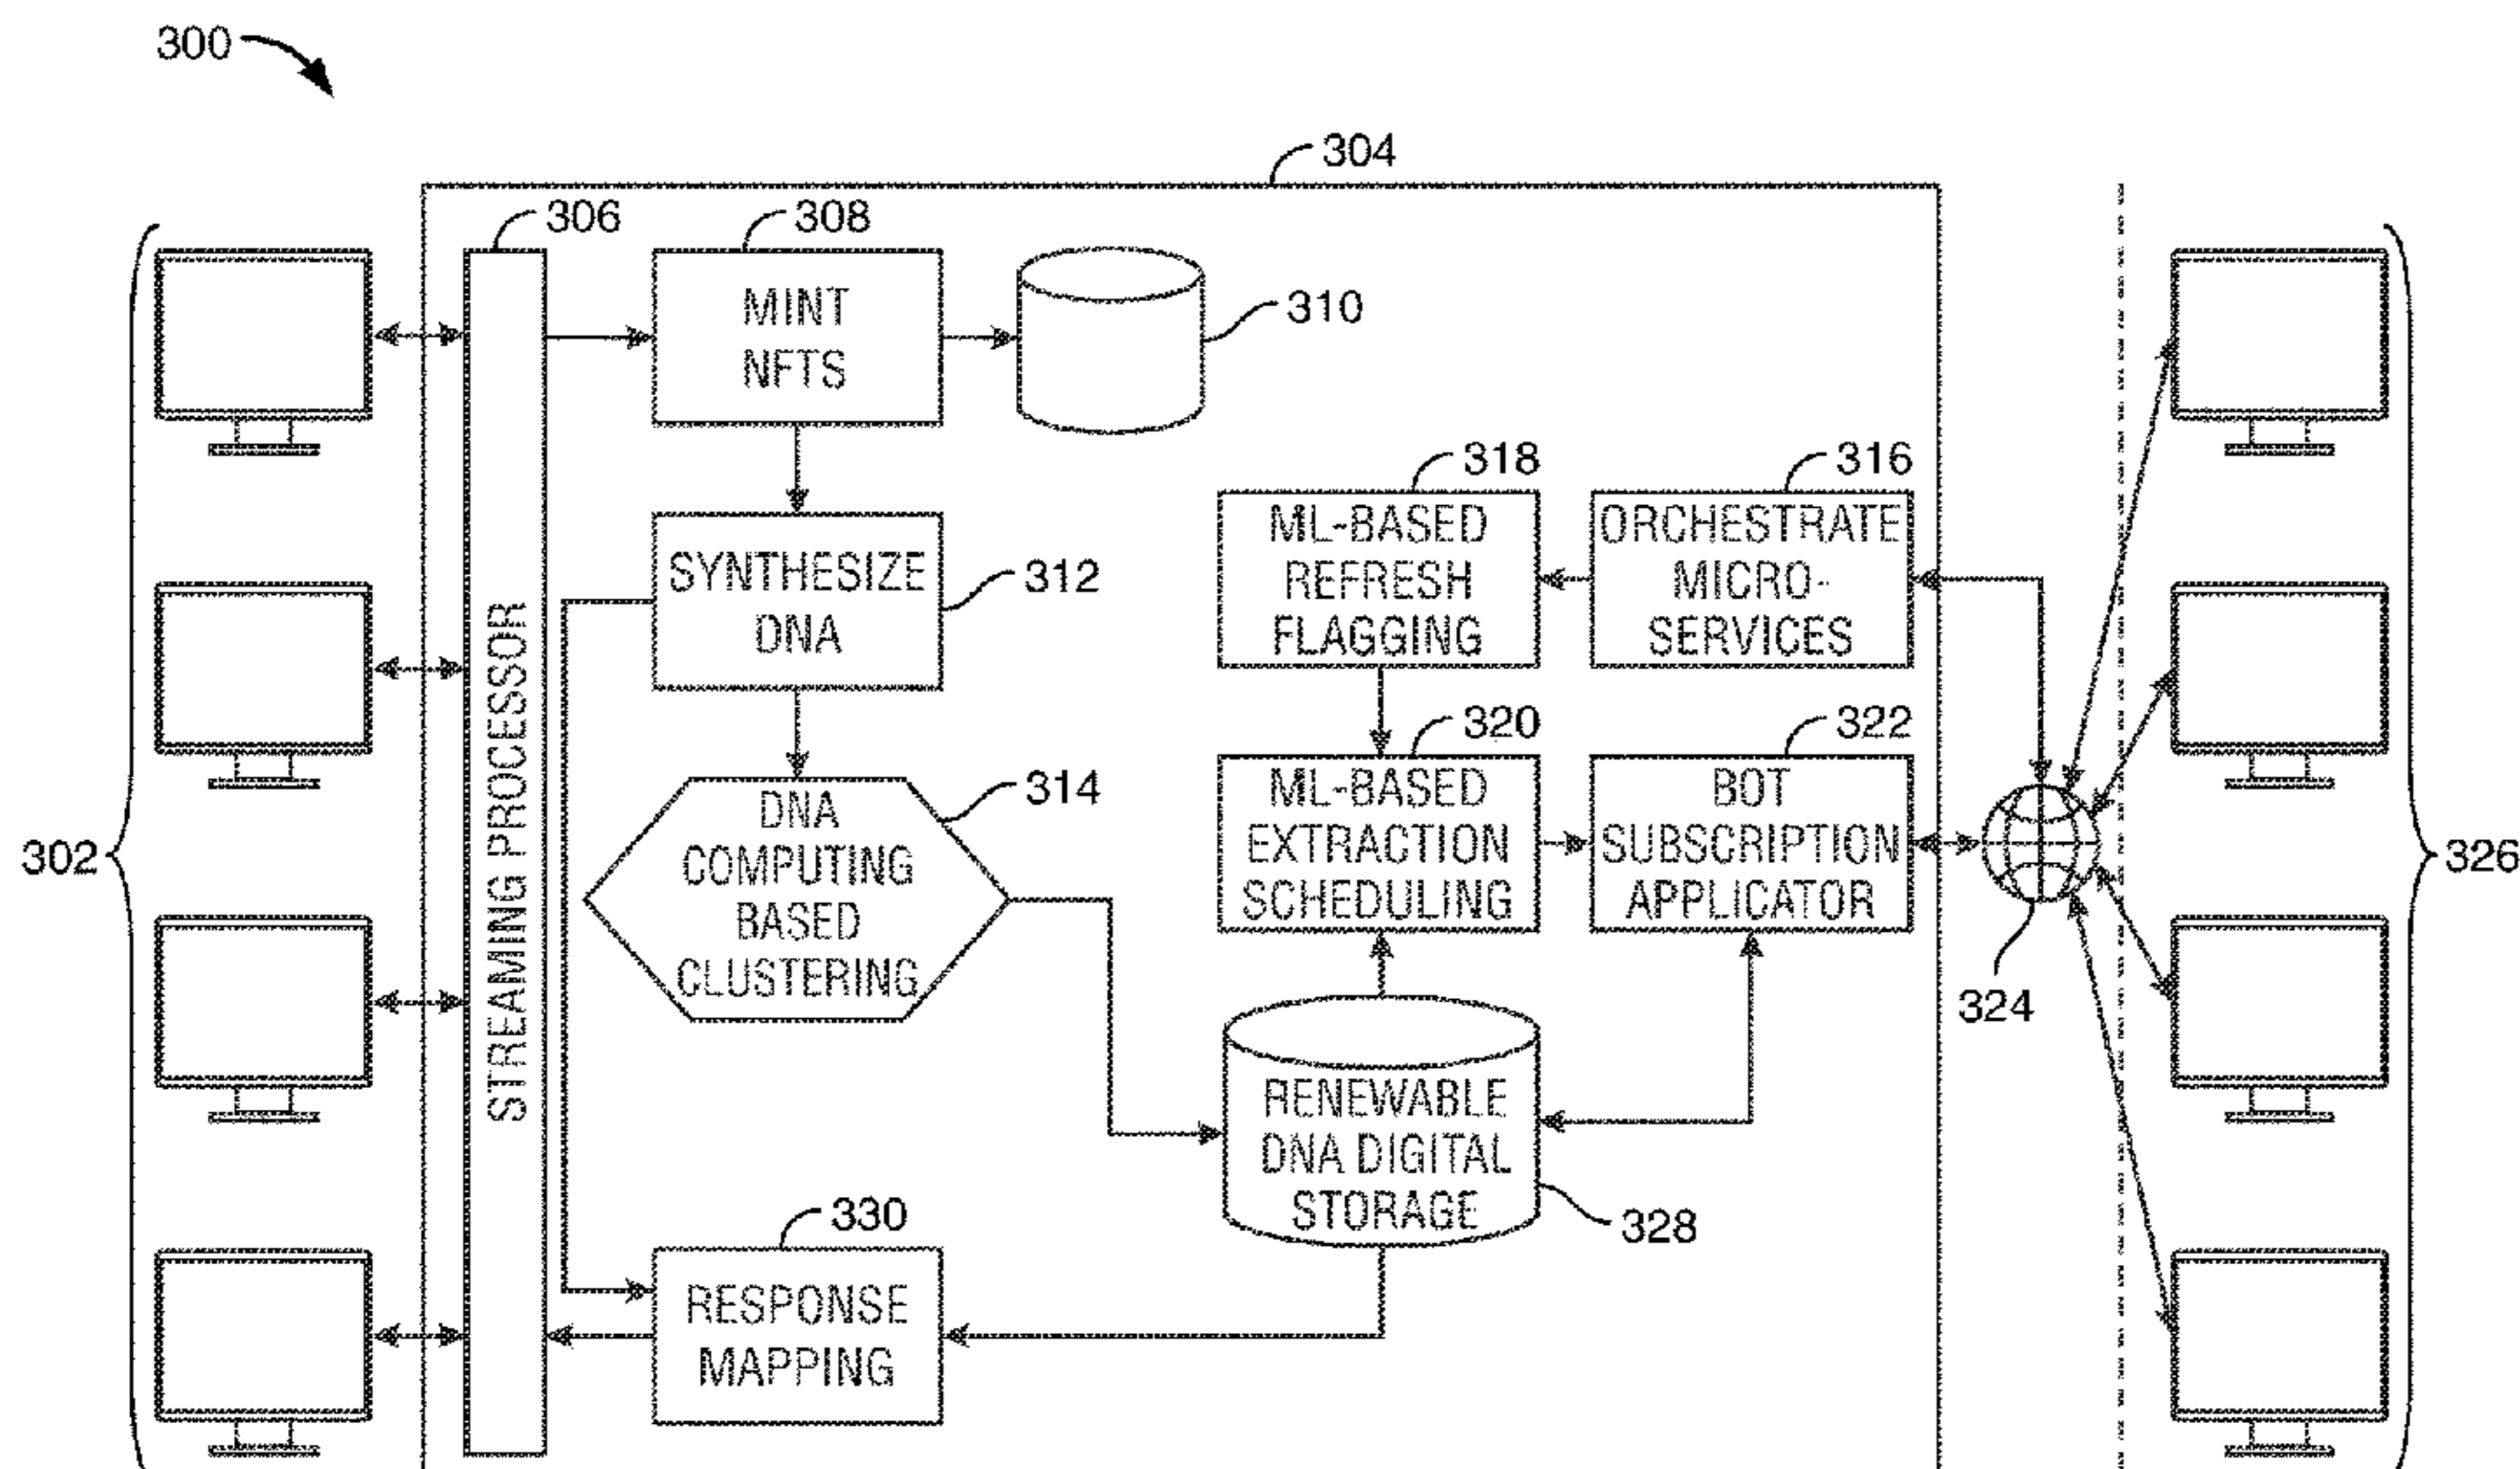 300
304
306
308
MINT
NFTS
310
318
316
ML-BASED
REFRESH
FLAGGING
ORCHESTRATE
MICRO-
SERVICES
SYNTHESIZE
DNA
312
STREAMING PROCESSOR
320
322
314
DNA
COMPUTING
BASED
CLUSTERING
ML-BASED
EXTRACTION
SCHEDULING
BOT
SUBSCRIPTION
APPLICATOR
302
326
324
RENEWABLE
DNA DIGITAL
STORAGE
328
330
RESPONSE
MAPPING